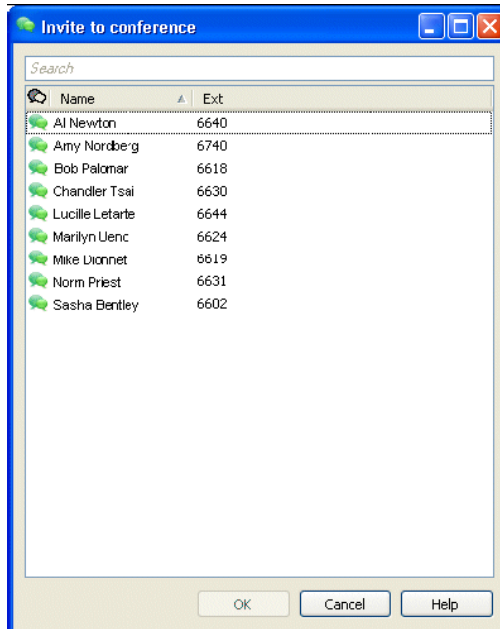 Invite to conference
Search
Name Ext
Al Newton 6640
Amy Nordberg 6740
Bob Palomar 6618
Chandler Tsai 6630
Lucille Letarte 6644
Marilyn Ueno 6624
Mike Dionnet 6619
Norm Priest 6631
Sasha Bentley 6602
OK Cancel Help